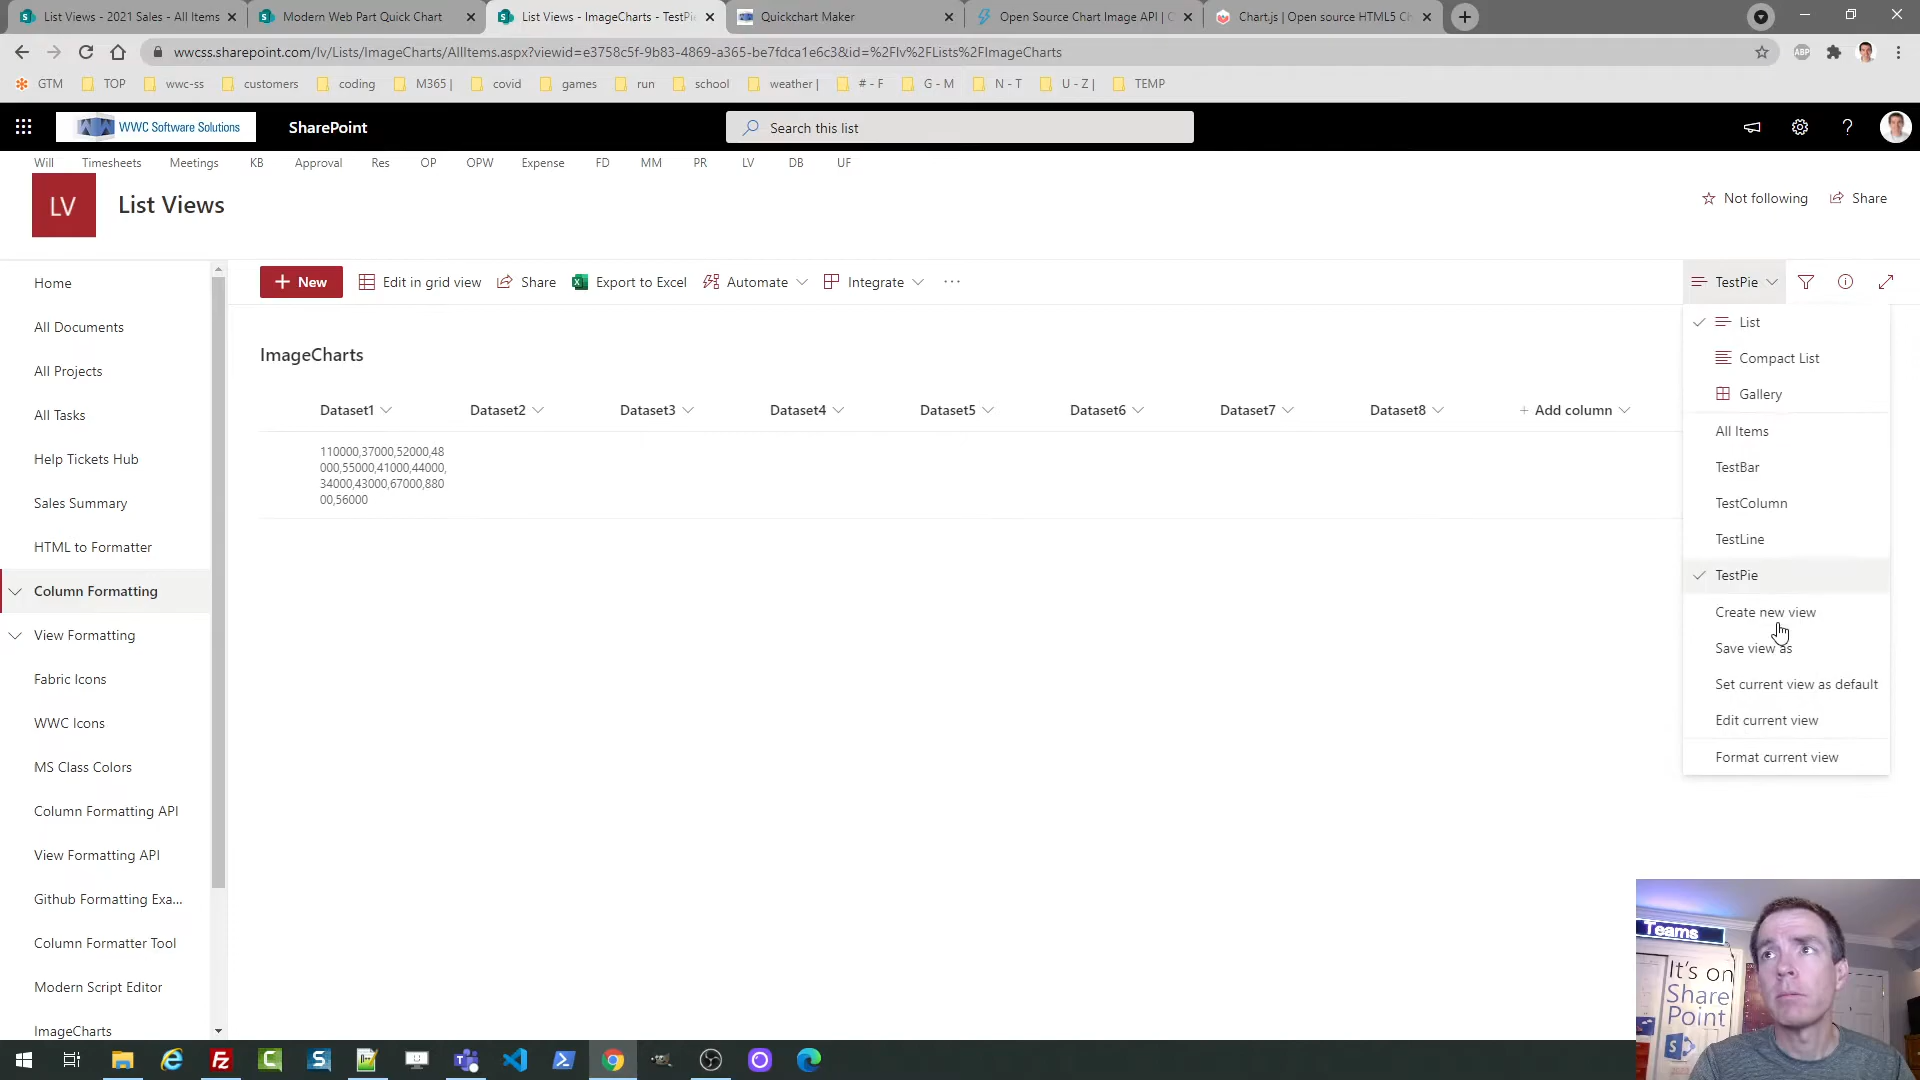 List Views - 2021 Sales - All Items
Modern Web Part Quick Chart
List Views - ImageCharts - TestPi
Quickchart Maker
Open Source Chart Image API | C
Chart.js | Open source HTML5 Ch
wwcss.sharepoint.com/lv/Lists/ImageCharts/AllItems.aspx?viewid=e3758c5f-9b83-4869-a365-be7fdca1e6c3&id=%2Flv%2FLists%2FImageCharts
ABP
GTM
TOP
wwc-ss
customers
coding
M365 |
covid
games
run
school
weather |
# - F
G - M
N - T
U - Z |
TEMP
WWC Software Solutions
SharePoint
Search this list
Will
Timesheets
Meetings
KB
Approval
Res
OP
OPW
Expense
FD
MM
PR
LV
DB
UF
LV
List Views
Not following
Share
Home
All Documents
All Projects
All Tasks
Help Tickets Hub
Sales Summary
HTML to Formatter
Column Formatting
View Formatting
Fabric Icons
WWC Icons
MS Class Colors
Column Formatting API
View Formatting API
Github Formatting Exa...
Column Formatter Tool
Modern Script Editor
ImageCharts
New
Edit in grid view
Share
Export to Excel
Automate
Integrate
TestPie
ImageCharts
Dataset1
Dataset2
Dataset3
Dataset4
Dataset5
Dataset6
Dataset7
Dataset8
+ Add column
110000,37000,52000,48
000,55000,41000,44000,
34000,43000,67000,880
00,56000
List
Compact List
Gallery
All Items
TestBar
TestColumn
TestLine
TestPie
Create new view
Save view as
Set current view as default
Edit current view
Format current view
Teams
It's on
Share
Point